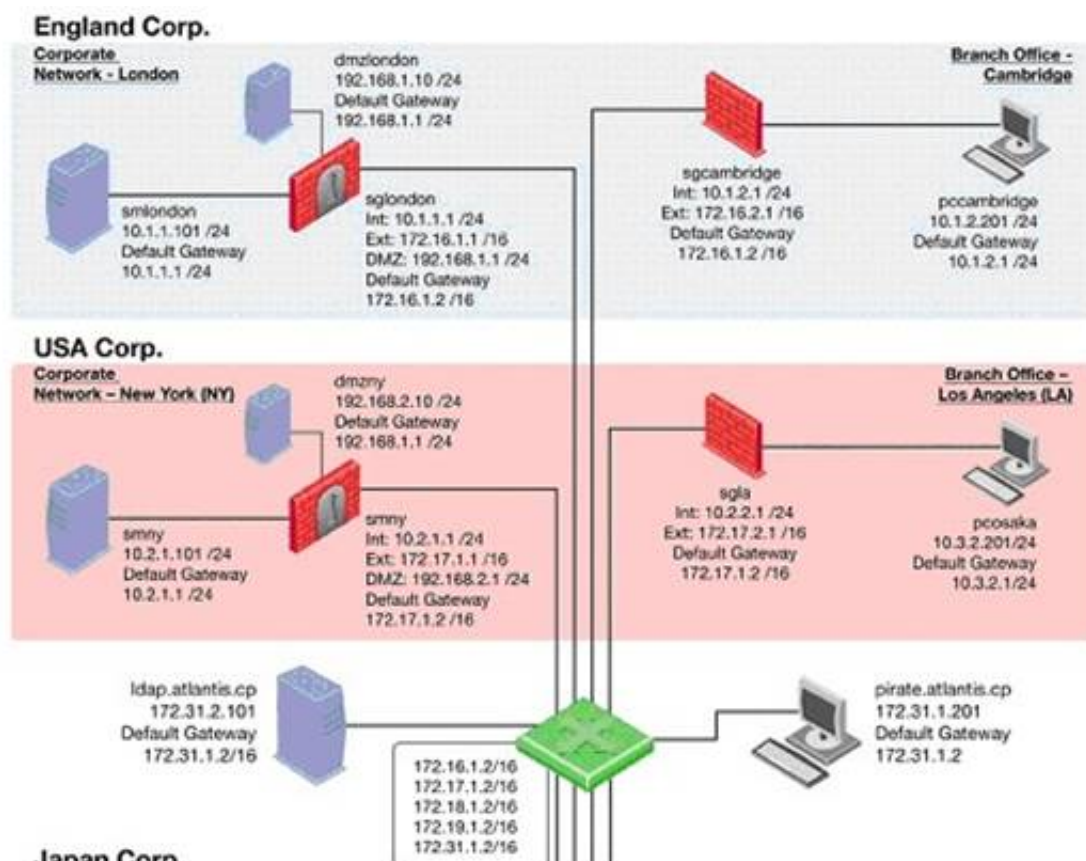 England Corp.
Corporate
Network - London
dmzlondon
192.168.1.10 /24
Default Gateway
192.168.1.1 /24
Branch Office -
Cambridge
smlondon
10.1.1.101 /24
Default Gateway
10.1.1.1 /24
sglondon
Int: 10.1.1.1 /24
Ext: 172.16.1.1 /16
DMZ: 192.168.1.1 /24
Default Gateway
172.16.1.2 /16
sgcambridge
Int: 10.1.2.1 /24
Ext: 172.16.2.1 /16
Default Gateway
172.16.1.2 /16
pccambridge
10.1.2.201 /24
Default Gateway
10.1.2.1 /24
USA Corp.
Corporate
Network – New York (NY)
dmzny
192.168.2.10 /24
Default Gateway
192.168.1.1 /24
Branch Office –
Los Angeles (LA)
smny
10.2.1.101 /24
Default Gateway
10.2.1.1 /24
smny
Int: 10.2.1.1 /24
Ext: 172.17.1.1 /16
DMZ: 192.168.2.1 /24
Default Gateway
172.17.1.2 /16
sgla
Int: 10.2.2.1 /24
Ext: 172.17.2.1 /16
Default Gateway
172.17.1.2 /16
pcosaka
10.3.2.201/24
Default Gateway
10.3.2.1/24
ldap.atlantis.cp
172.31.2.101
Default Gateway
172.31.1.2/16
pirate.atlantis.cp
172.31.1.201
Default Gateway
172.31.1.2
172.16.1.2/16
172.17.1.2/16
172.18.1.2/16
172.19.1.2/16
172.31.1.2/16
Japan Corp.